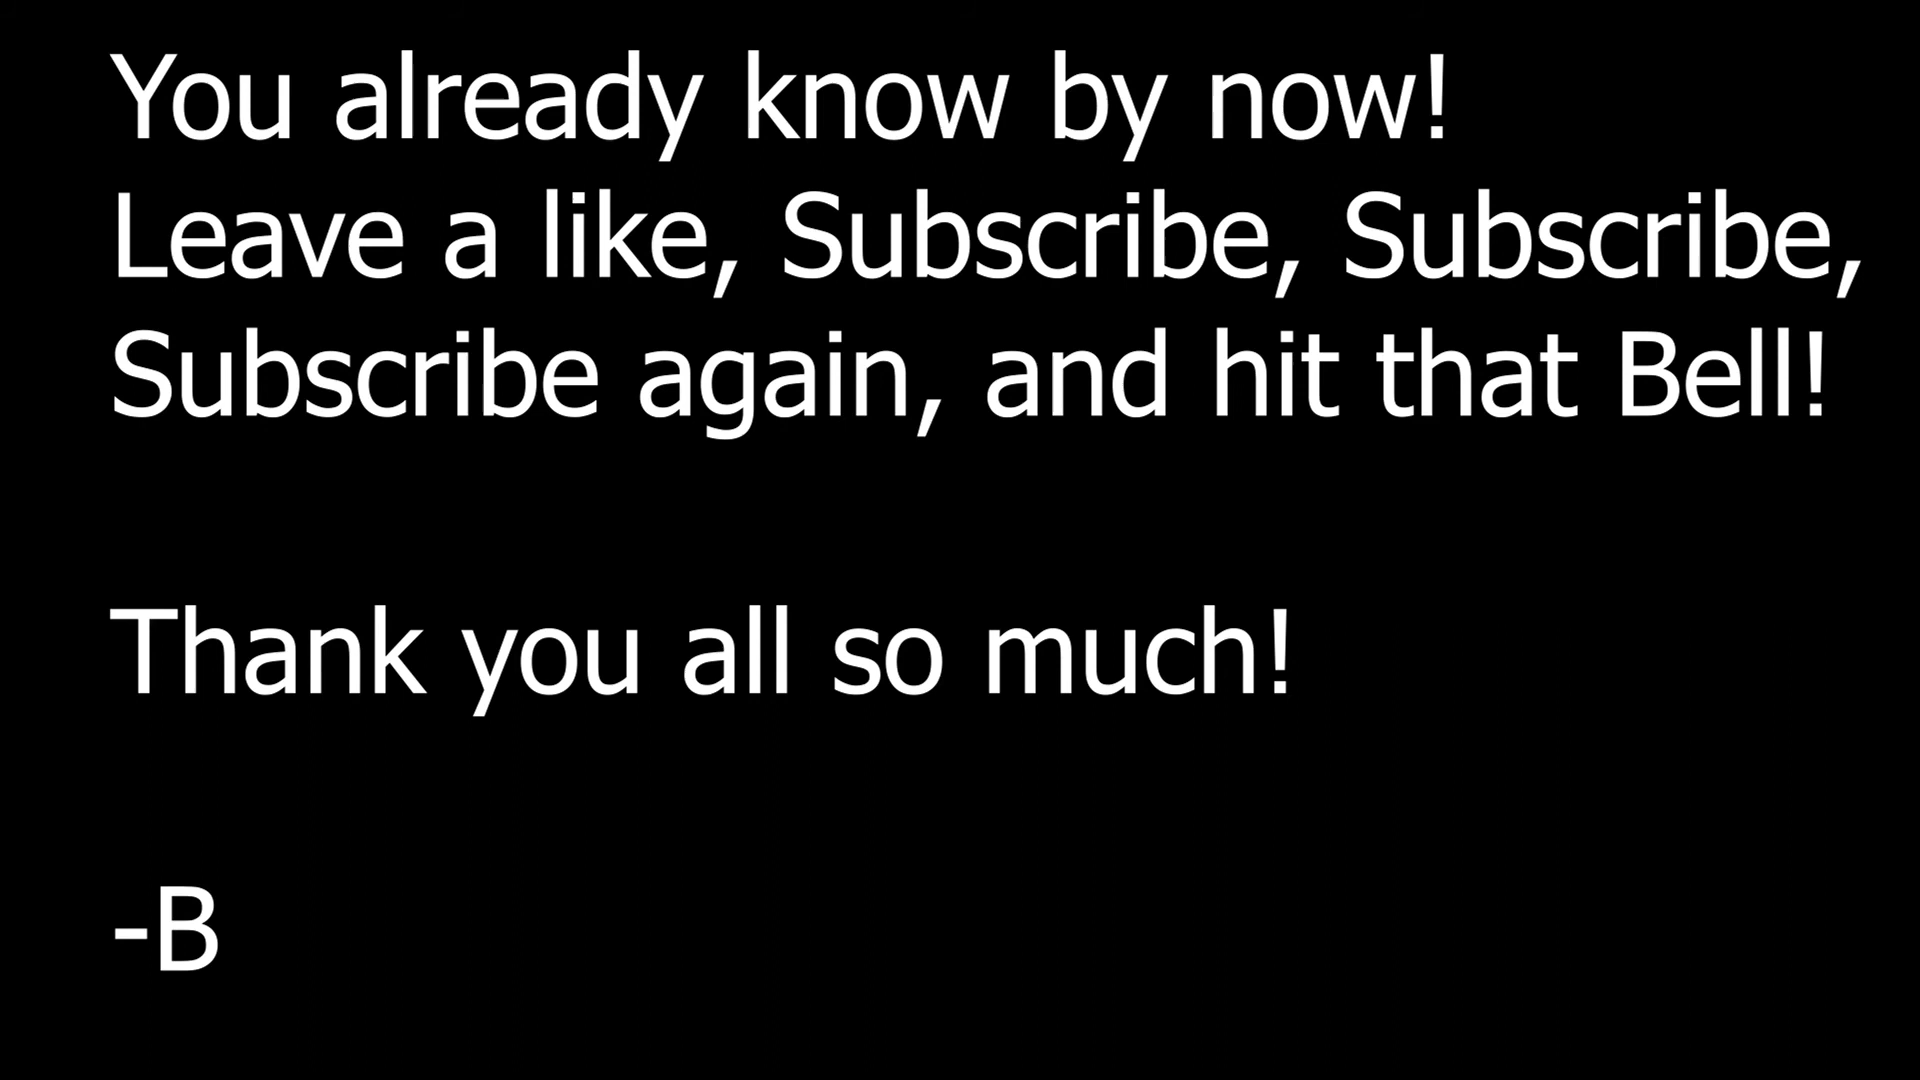 You already know by now!
Leave a like, Subscribe, Subscribe,
Subscribe again, and hit that Bell!
Thank you all so much!
-B